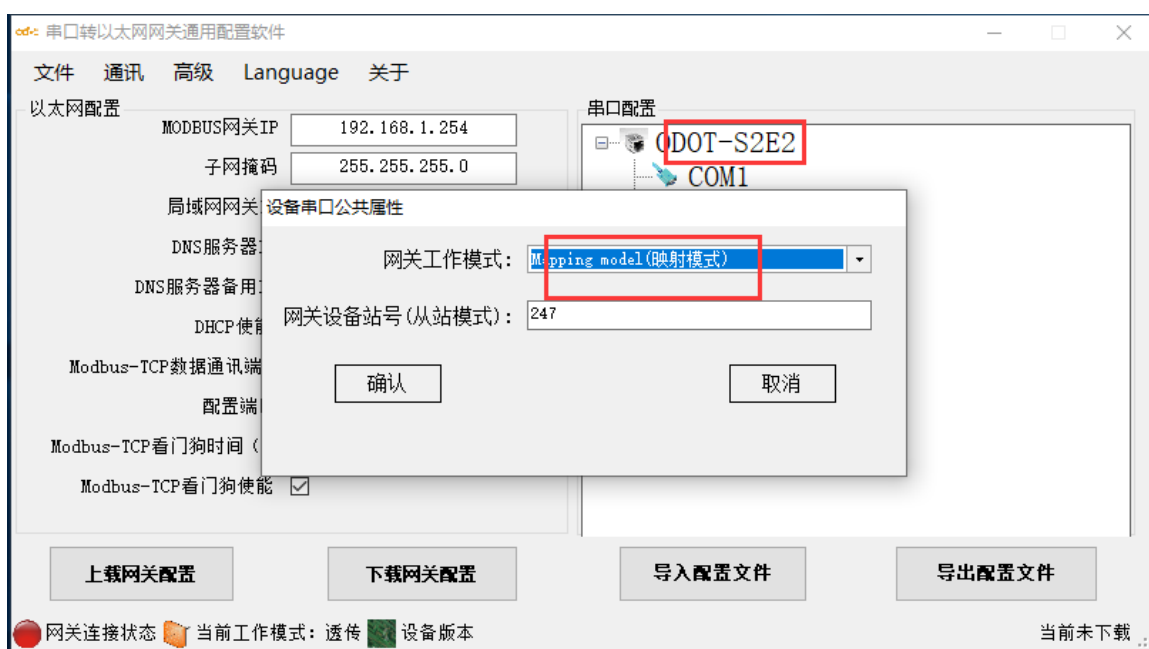 串口转以太网网关通用配置软件
文件 通讯 高级 Language 关于
以太网配置
MODBUS网关IP 192.168.1.254
子网掩码 255.255.255.0
局域网网关
DNS服务器
DNS服务器备用
DHCP使能
Modbus-TCP数据通讯端
配置端
Modbus-TCP看门狗时间（
Modbus-TCP看门狗使能
串口配置
ODOT-S2E2
COM1
设备串口公共属性
网关工作模式: Mapping model(映射模式)
网关设备站号(从站模式): 247
确认 取消
上载网关配置 下载网关配置 导入配置文件 导出配置文件
网关连接状态 当前工作模式: 透传 设备版本 当前未下载